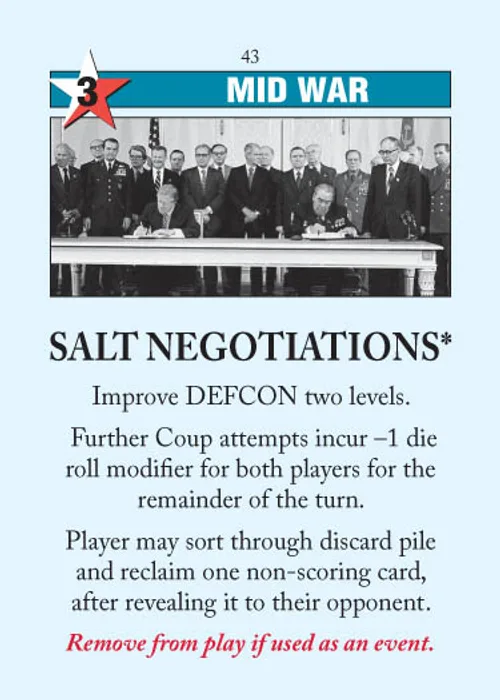 43
3
MID WAR
SALT NEGOTIATIONS*
Improve DEFCON two levels.
Further Coup attempts incur –1 die
roll modifier for both players for the
remainder of the turn.
Player may sort through discard pile
and reclaim one non-scoring card,
after revealing it to their opponent.
Remove from play if used as an event.